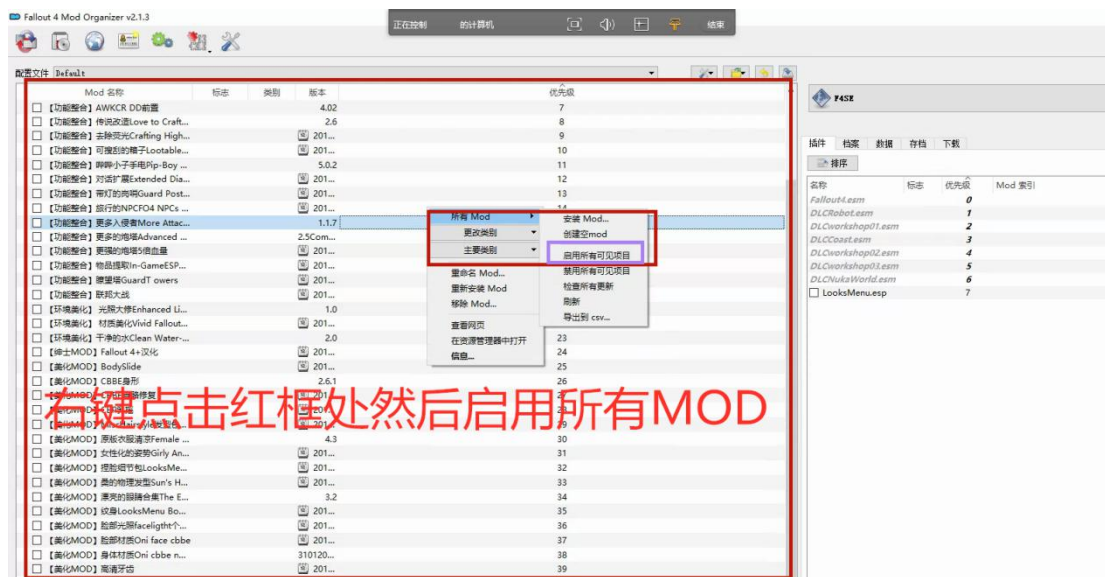 Fallout 4 Mod Organizer v2.1.3
正在控制 的计算机 结束
配置文件 Default
Mod 名称 标志 类别 版本 优先级
【功能整合】AWKCR DD前置 4.02 7
【功能整合】传说改造Love to Craft... 2.6 8
【功能整合】去除荧光Crafting High... 201... 9
【功能整合】可搜刮的箱子Lootable... 201... 10
【功能整合】哔哔小子手电Pip-Boy ... 5.0.2 11
【功能整合】对话扩展Extended Dia... 201... 12
【功能整合】带灯的岗哨Guard Post... 201... 13
【功能整合】旅行的NPCFO4 NPCs ... 201... 14
【功能整合】更多入侵者More Attac... 1.1.7
【功能整合】更多的炮塔Advanced ... 2.5Com...
【功能整合】更强的炮塔5倍血量 201...
【功能整合】物品提取In-GameESP... 201...
【功能整合】瞭望塔GuardT owers 201...
【功能整合】联邦大战 201...
【环境美化】 光照大修Enhanced Li... 1.0
【环境美化】 材质美化Vivid Fallout... 201...
【环境美化】干净的水Clean Water-... 2.0 23
【绅士MOD】Fallout 4+汉化 201... 24
【美化MOD】BodySlide 201... 25
【美化MOD】CBBE身形 2.6.1 26
右键点击红框处然后启用所有MOD
【美化MOD】原版衣服清凉Female ... 4.3 30
【美化MOD】女性化的姿势Girly An... 201... 31
【美化MOD】捏脸细节包LooksMe... 201... 32
【美化MOD】桑的物理发型Sun's H... 201... 33
【美化MOD】漂亮的眼睛合集The E... 3.2 34
【美化MOD】纹身LooksMenu Bo... 201... 35
【美化MOD】脸部光照faceligtht个... 201... 36
【美化MOD】脸部材质Oni face cbbe 201... 37
【美化MOD】身体材质Oni cbbe n... 310120... 38
【美化MOD】高清牙齿 201... 39
所有 Mod
更改类别
主要类别
重命名 Mod...
重新安装 Mod
移除 Mod...
查看网页
在资源管理器中打开
信息...
安装 Mod...
创建空mod
启用所有可见项目
禁用所有可见项目
检查所有更新
刷新
导出到 csv...
F4SE
插件 档案 数据 存档 下载
排序
名称 标志 优先级 Mod 索引
Fallout4.esm 0
DLCRobot.esm 1
DLCworkshop01.esm 2
DLCCoast.esm 3
DLCworkshop02.esm 4
DLCworkshop03.esm 5
DLCNukaWorld.esm 6
LooksMenu.esp 7